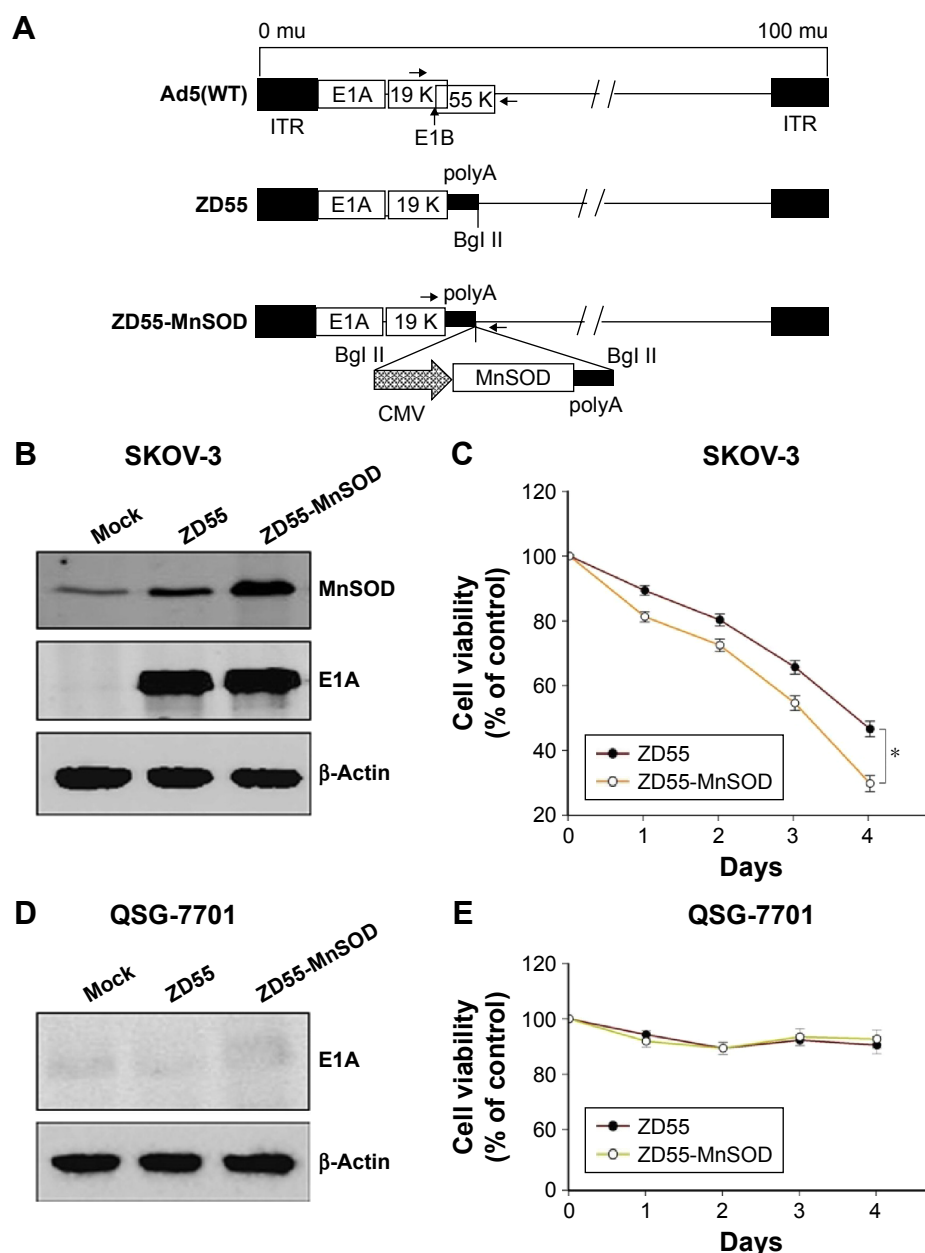 A
0 mu 100 mu
Ad5(WT)
E1A 19 K 55 K
ITR E1B ITR
polyA
ZD55
E1A 19 K
Bgl II
polyA
ZD55-MnSOD
E1A 19 K
Bgl II Bgl II
MnSOD
CMV polyA
B SKOV-3
Mock ZD55 ZD55-MnSOD
MnSOD
E1A
β-Actin
C SKOV-3
120
100
80
60
40
20
Cell viability
(% of control)
ZD55
ZD55-MnSOD
*
0 1 2 3 4
Days
D QSG-7701
Mock ZD55 ZD55-MnSOD
E1A
β-Actin
E QSG-7701
120
100
80
60
0
Cell viability
(% of control)
ZD55
ZD55-MnSOD
0 1 2 3 4
Days